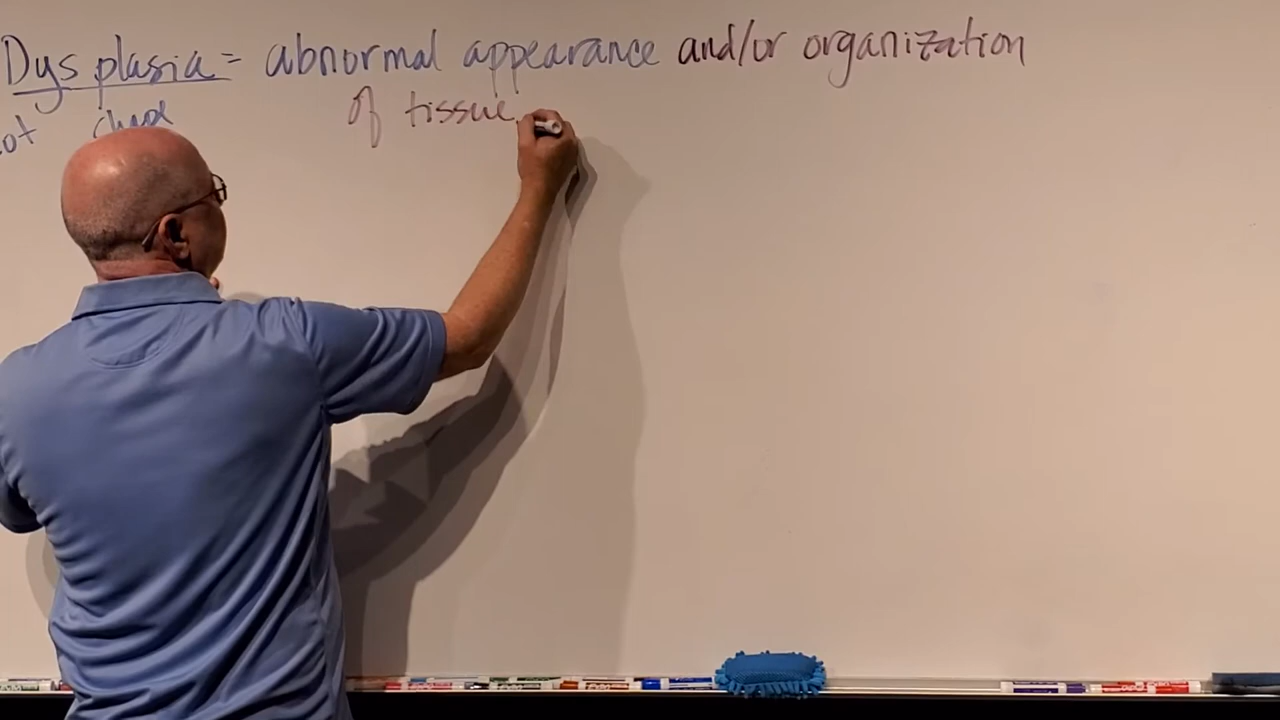 Dysplasia = abnormal appearance and/or organization
of tissue